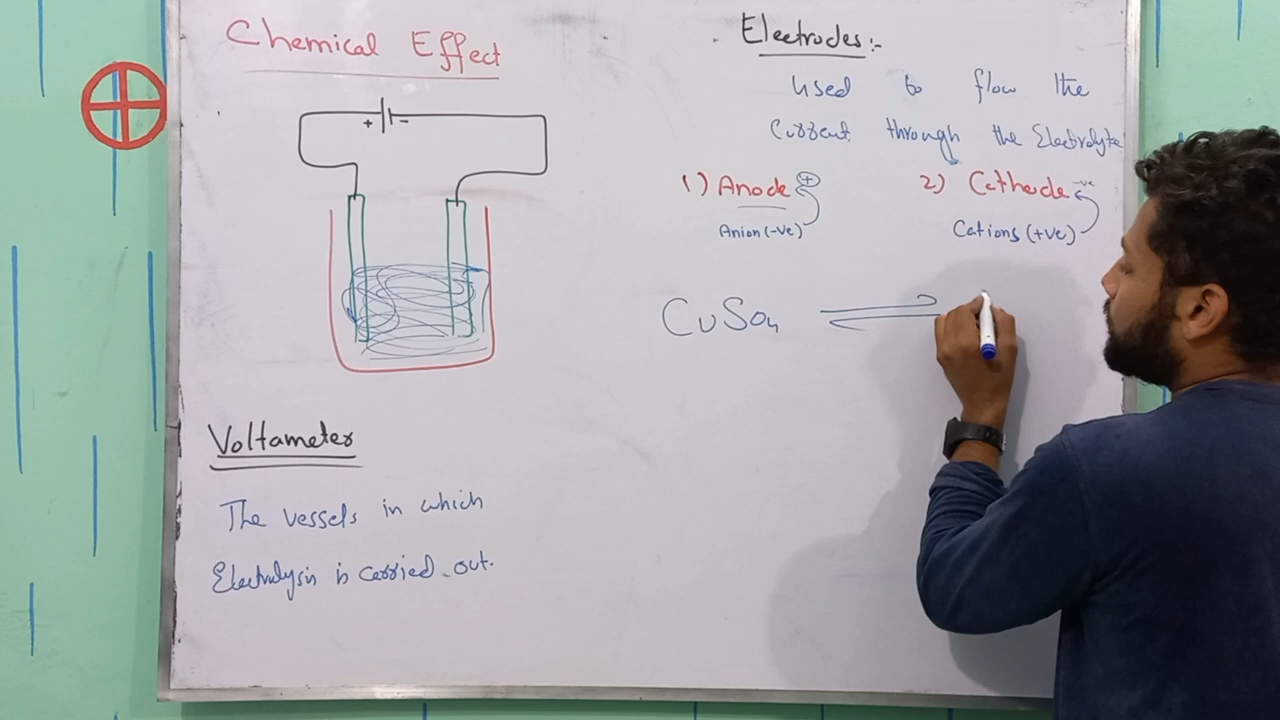 Chemical Effect
+ -
Voltameter
The vessels in which
Electrolysis is carried out.
Electrodes:-
Used to flow the
Current through the Electrolyte
1) Anode +
Anion (-ve)
2) Cathode -ve
Cations (+ve)
CuSO4 ⇌